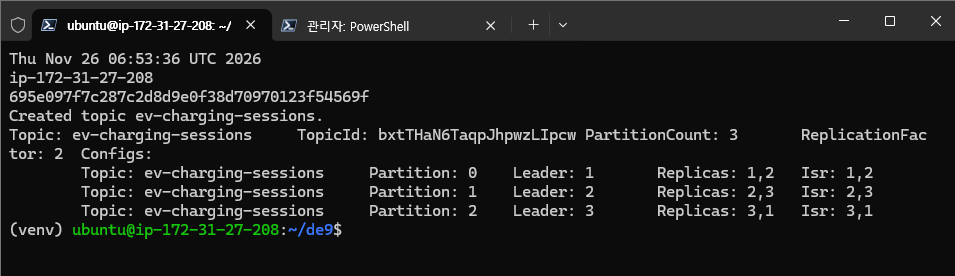 ubuntu@ip-172-31-27-208: ~/
관리자: PowerShell
Thu Nov 26 06:53:36 UTC 2026
ip-172-31-27-208
695e097f7c287c2d8d9e0f38d70970123f54569f
Created topic ev-charging-sessions.
Topic: ev-charging-sessions     TopicId: bxtTHaN6TaqpJhpwzLIpcw PartitionCount: 3       ReplicationFac
tor: 2  Configs:
        Topic: ev-charging-sessions     Partition: 0    Leader: 1       Replicas: 1,2   Isr: 1,2
        Topic: ev-charging-sessions     Partition: 1    Leader: 2       Replicas: 2,3   Isr: 2,3
        Topic: ev-charging-sessions     Partition: 2    Leader: 3       Replicas: 3,1   Isr: 3,1
(venv) ubuntu@ip-172-31-27-208:~/de9$